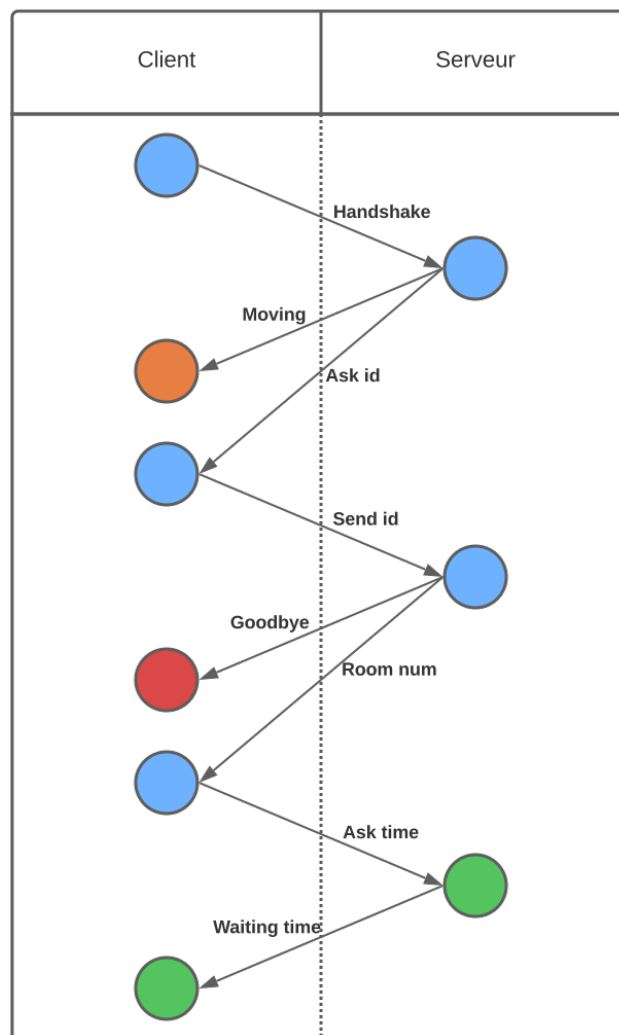 Client
Serveur
Handshake
Moving
Ask id
Send id
Goodbye
Room num
Ask time
Waiting time